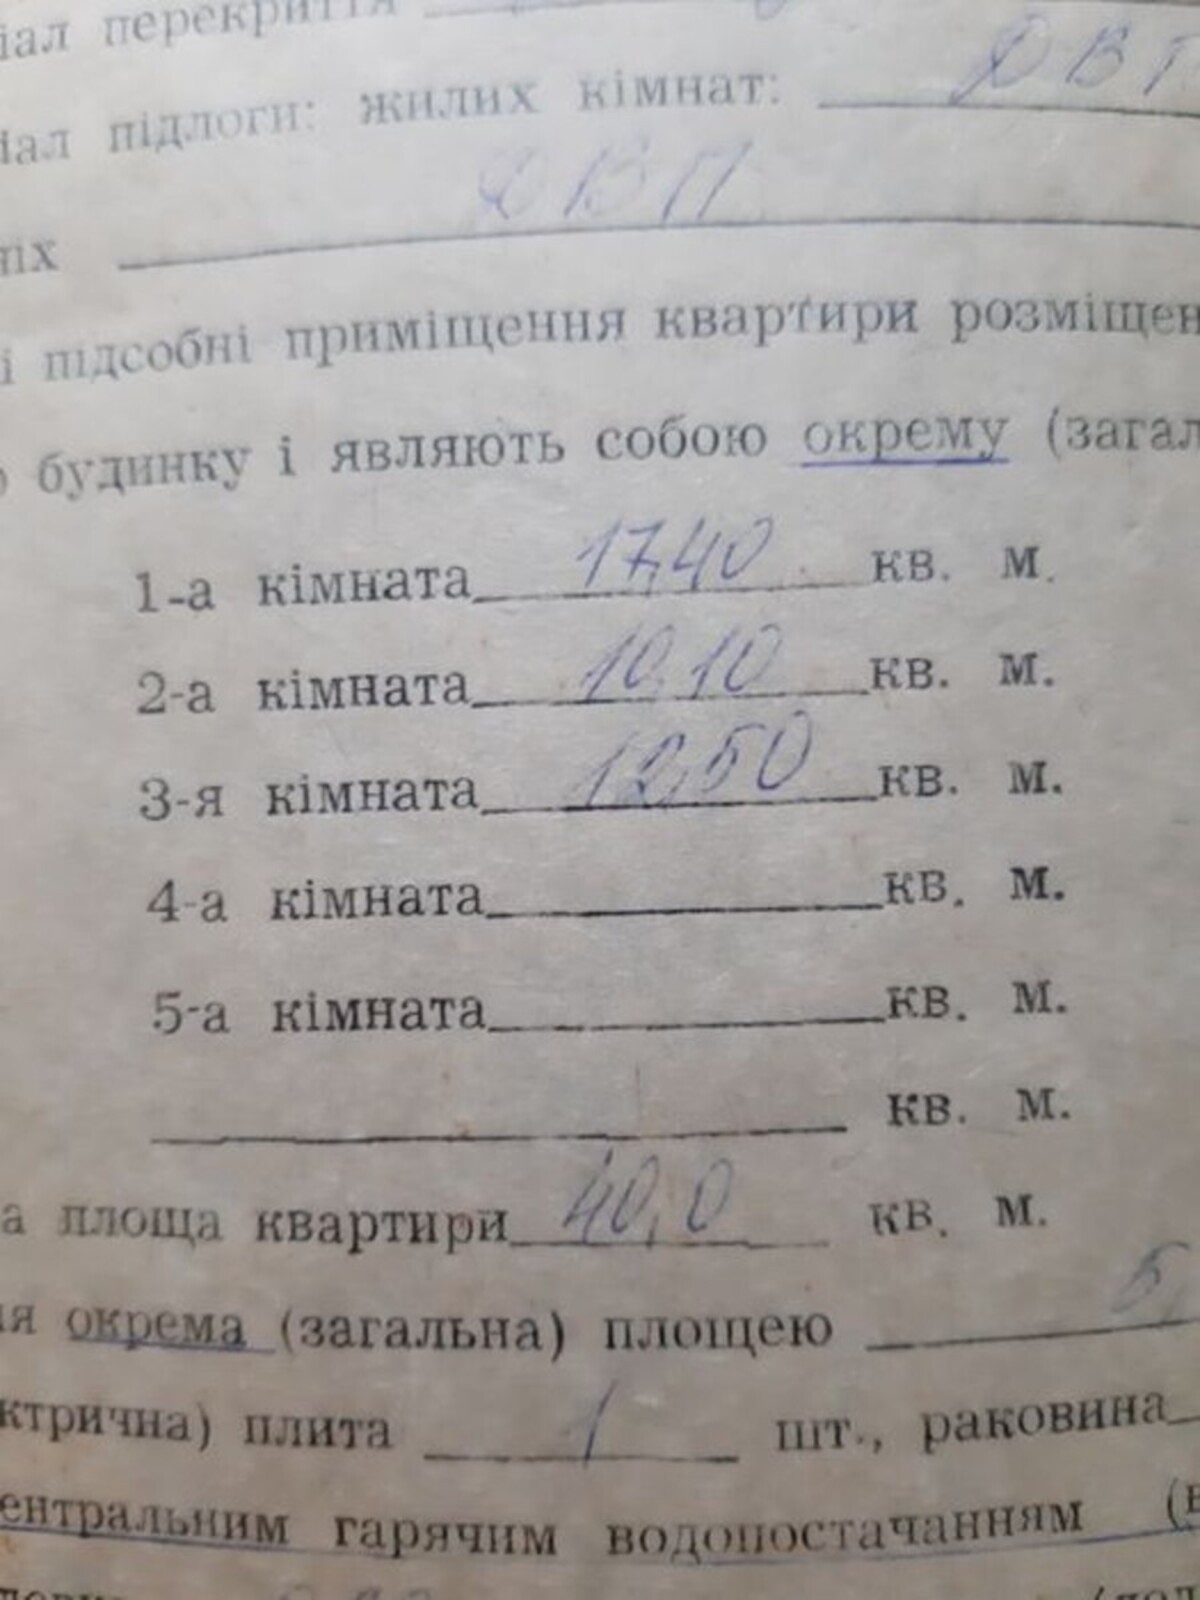 іал перекриття
іал підлоги: жилих кімнат: ДВП
ДВП
і підсобні приміщення квартири розміщен
о будинку і являють собою окрему (загал
1-а кімната 17,40 кв. м.
2-а кімната 10,10 кв. м.
3-я кімната 12,50 кв. м.
4-а кімната кв. м.
5-а кімната кв. м.
кв. м.
а площа квартири 40,0 кв. м.
ня окрема (загальна) площею 5,
ктрична) плита 1 шт., раковина
ентральним гарячим водопостачанням (в